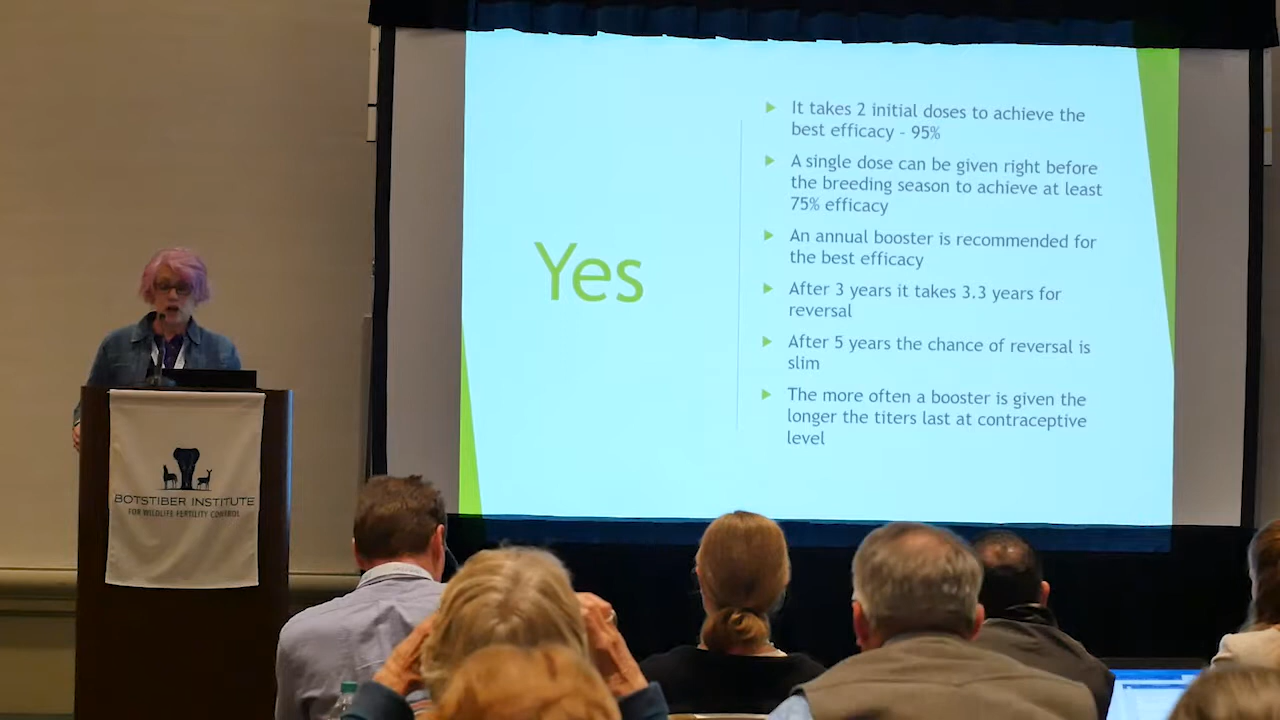 Yes
It takes 2 initial doses to achieve the
best efficacy - 95%
A single dose can be given right before
the breeding season to achieve at least
75% efficacy
An annual booster is recommended for
the best efficacy
After 3 years it takes 3.3 years for
reversal
After 5 years the chance of reversal is
slim
The more often a booster is given the
longer the titers last at contraceptive
level
BOTSTIBER INSTITUTE
FOR WILDLIFE FERTILITY CONTROL